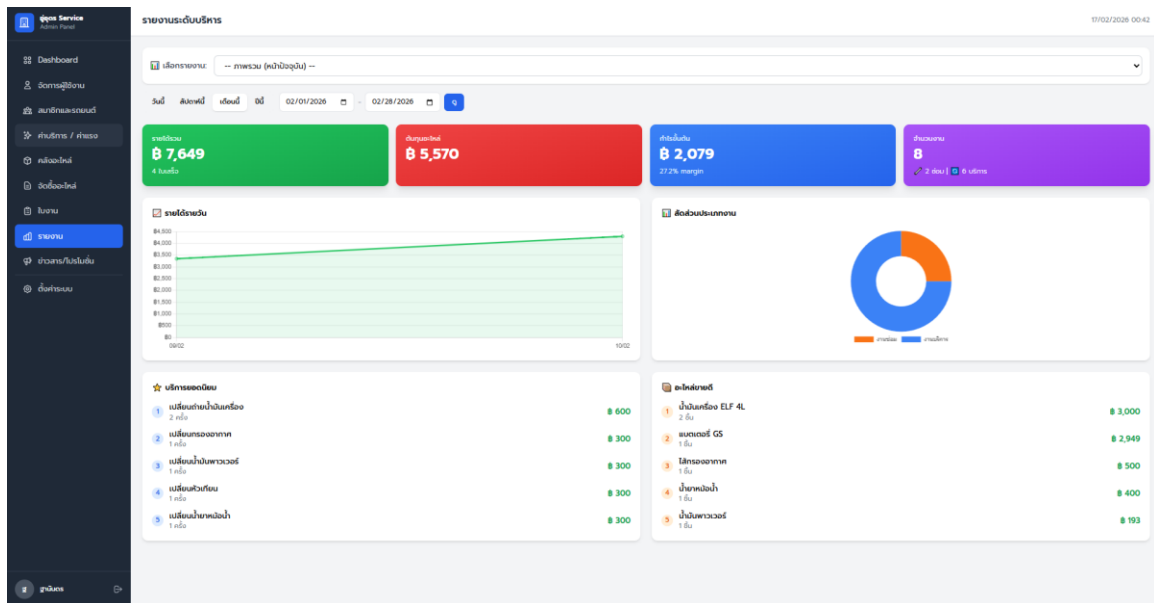 อู่ดุกร Service
Admin Panel
รายงานระดับบริหาร
17/02/2026 00:42
Dashboard
จัดการผู้ใช้งาน
สมาชิกและรถยนต์
ค่าบริการ / ค่าแรง
คลังอะไหล่
จัดซื้ออะไหล่
ใบงาน
รายงาน
ข่าวสาร/โปรโมชั่น
ตั้งค่าระบบ
เลือกรายงาน:
-- ภาพรวม (หน้าปัจจุบัน) --
วันนี้ สัปดาห์นี้ เดือนนี้ ปีนี้ 02/01/2026 - 02/28/2026 ดู
รายได้รวม
฿ 7,649
4 ใบเสร็จ
ต้นทุนอะไหล่
฿ 5,570
กำไรขั้นต้น
฿ 2,079
27.2% margin
จำนวนงาน
8
2 ซ่อม | 6 บริการ
รายได้รายวัน
฿4,500
฿4,000
฿3,500
฿3,000
฿2,500
฿2,000
฿1,500
฿1,000
฿500
฿0
09/02 10/02
สัดส่วนประเภทงาน
งานซ่อม งานบริการ
บริการยอดนิยม
1 เปลี่ยนถ่ายน้ำมันเครื่อง ฿ 600
2 ครั้ง
2 เปลี่ยนกรองอากาศ ฿ 300
1 ครั้ง
3 เปลี่ยนน้ำมันพาวเวอร์ ฿ 300
1 ครั้ง
4 เปลี่ยนหัวเทียน ฿ 300
1 ครั้ง
5 เปลี่ยนน้ำยาหม้อน้ำ ฿ 300
1 ครั้ง
อะไหล่ขายดี
1 น้ำมันเครื่อง ELF 4L ฿ 3,000
2 ชิ้น
2 แบตเตอรี่ GS ฿ 2,949
1 ชิ้น
3 ไส้กรองอากาศ ฿ 500
1 ชิ้น
4 น้ำยาหม้อน้ำ ฿ 400
1 ชิ้น
5 น้ำมันพาวเวอร์ ฿ 193
1 ชิ้น